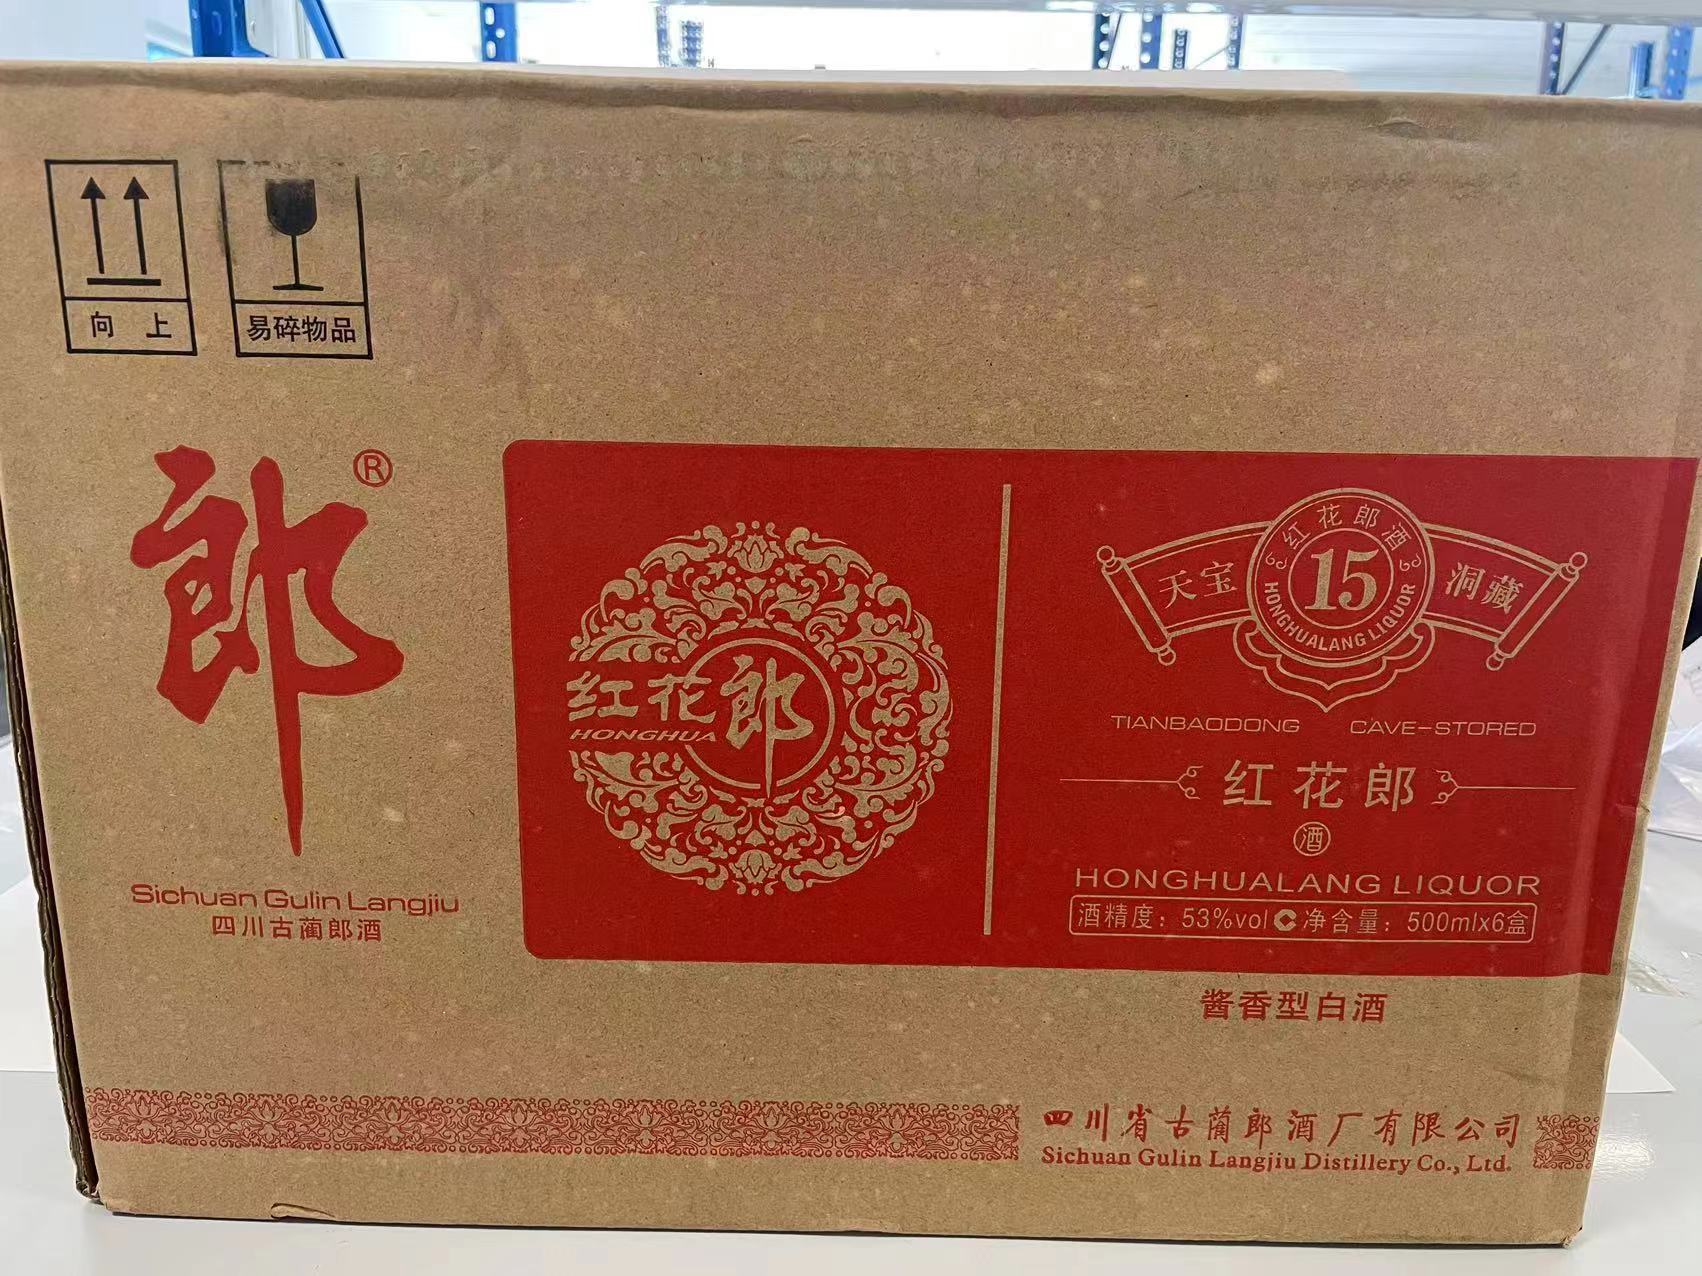 向 上
易碎物品
郎®
Sichuan Gulin Langjiu
四川古蔺郎酒
红花郎
HONGHUA
天宝
红花郎酒
15
HONGHUALANG LIQUOR
洞藏
TIANBAODONG CAVE-STORED
红花郎
酒
HONGHUALANG LIQUOR
酒精度：53%vol 净含量：500mlx6盒
酱香型白酒
四川省古蔺郎酒厂有限公司
Sichuan Gulin Langjiu Distillery Co., Ltd.